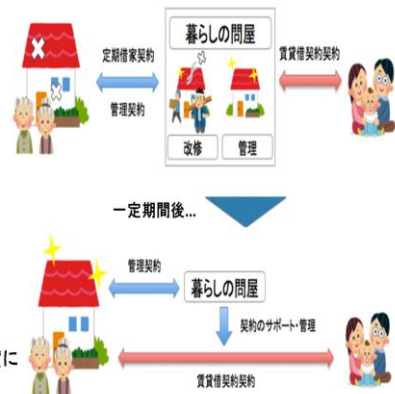 暮らしの問屋
定期借家契約
賃貸借契約契約
管理契約
改修
管理
一定期間後...
管理契約
暮らしの問屋
契約のサポート・管理
に
賃貸借契約契約